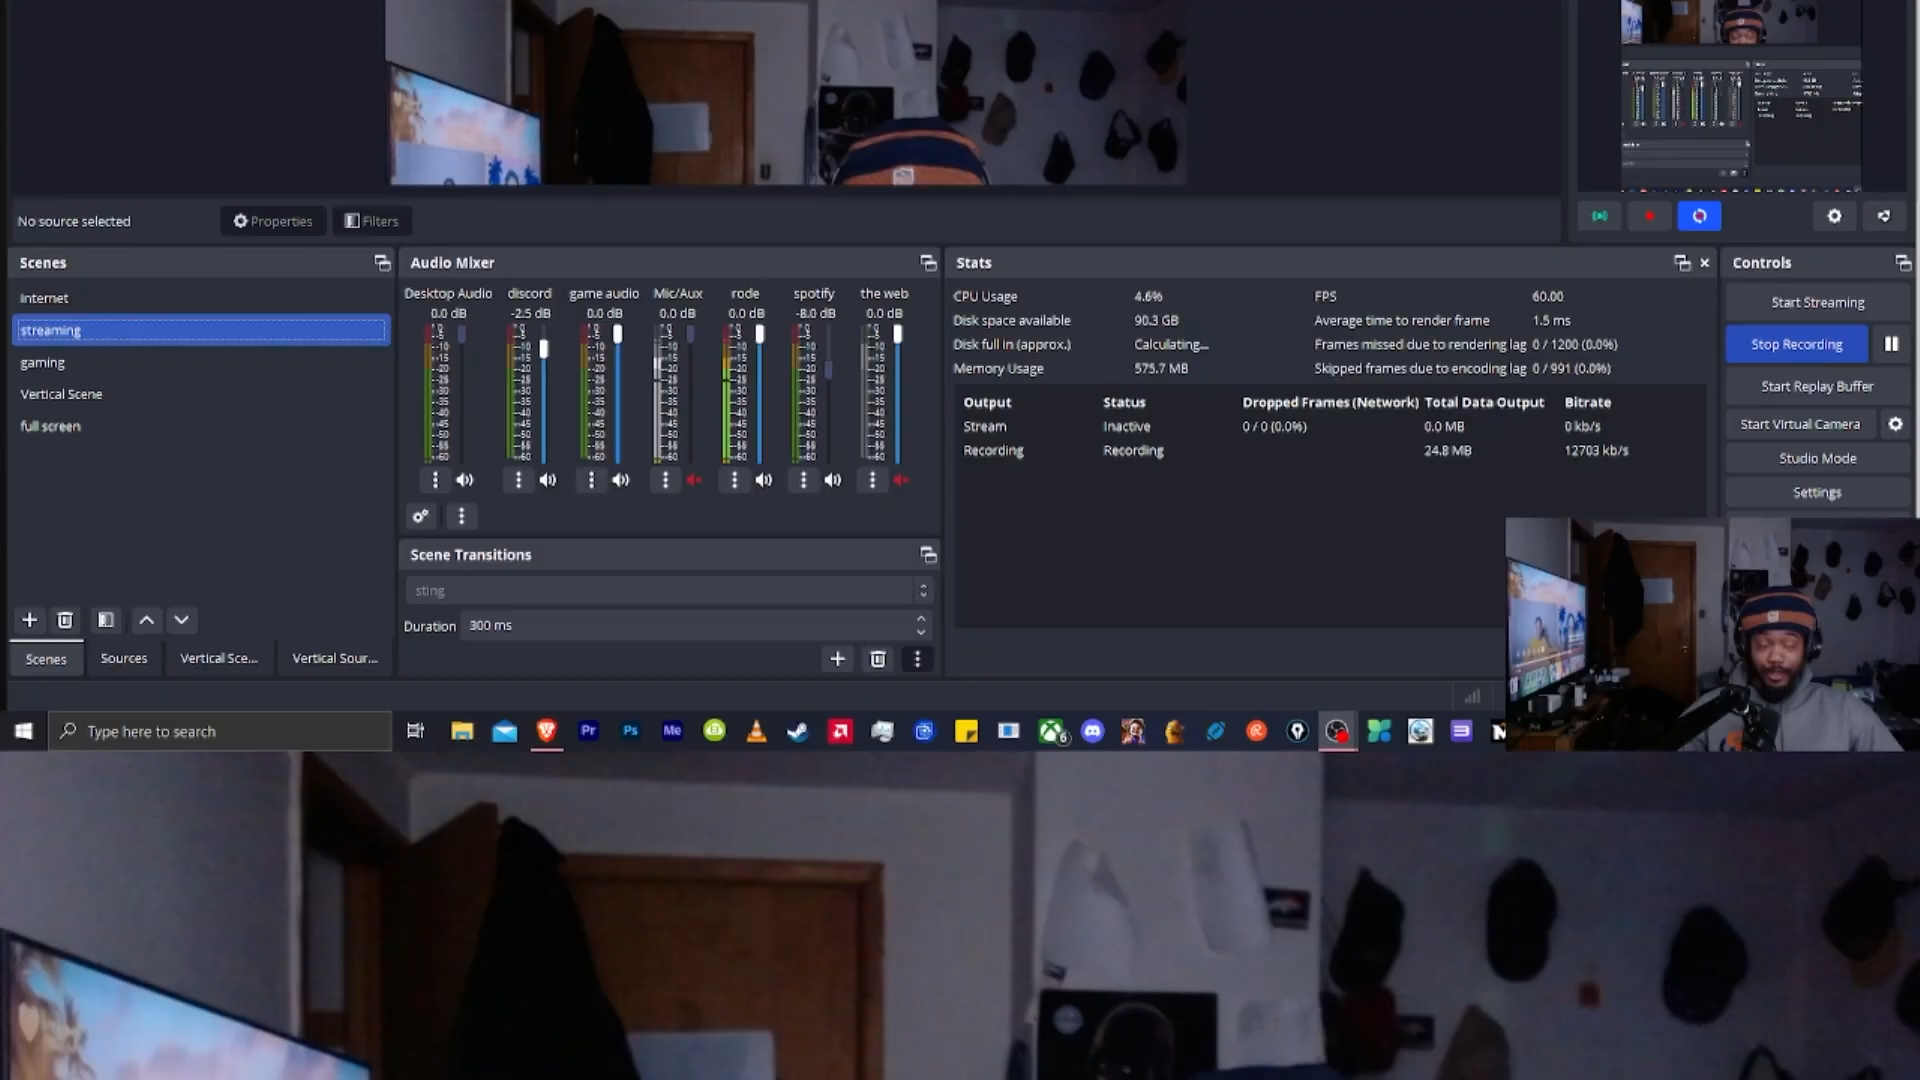 No source selected
Properties
Filters
Scenes
Internet
streaming
gaming
Vertical Scene
full screen
Scenes
Sources
Vertical Sce...
Vertical Sour...
Audio Mixer
Desktop Audio discord game audio Mic/Aux rode spotify the web
0.0 dB -2.5 dB 0.0 dB 0.0 dB 0.0 dB -8.0 dB 0.0 dB
Scene Transitions
sting
Duration 300 ms
Stats
CPU Usage 4.6% FPS 60.00
Disk space available 90.3 GB Average time to render frame 1.5 ms
Disk full in (approx.) Calculating... Frames missed due to rendering lag 0 / 1200 (0.0%)
Memory Usage 575.7 MB Skipped frames due to encoding lag 0 / 991 (0.0%)
Output Status Dropped Frames (Network) Total Data Output Bitrate
Stream Inactive 0 / 0 (0.0%) 0.0 MB 0 kb/s
Recording Recording 24.8 MB 12703 kb/s
Controls
Start Streaming
Stop Recording
Start Replay Buffer
Start Virtual Camera
Studio Mode
Settings
Type here to search
Pr
Ps
Me